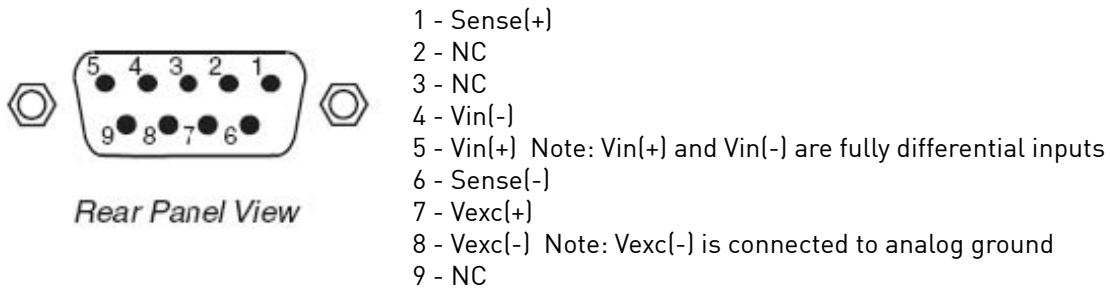 5 4 3 2 1
9 8 7 6
Rear Panel View
1 - Sense(+)
2 - NC
3 - NC
4 - Vin(-)
5 - Vin(+) Note: Vin(+) and Vin(-) are fully differential inputs
6 - Sense(-)
7 - Vexc(+)
8 - Vexc(-) Note: Vexc(-) is connected to analog ground
9 - NC